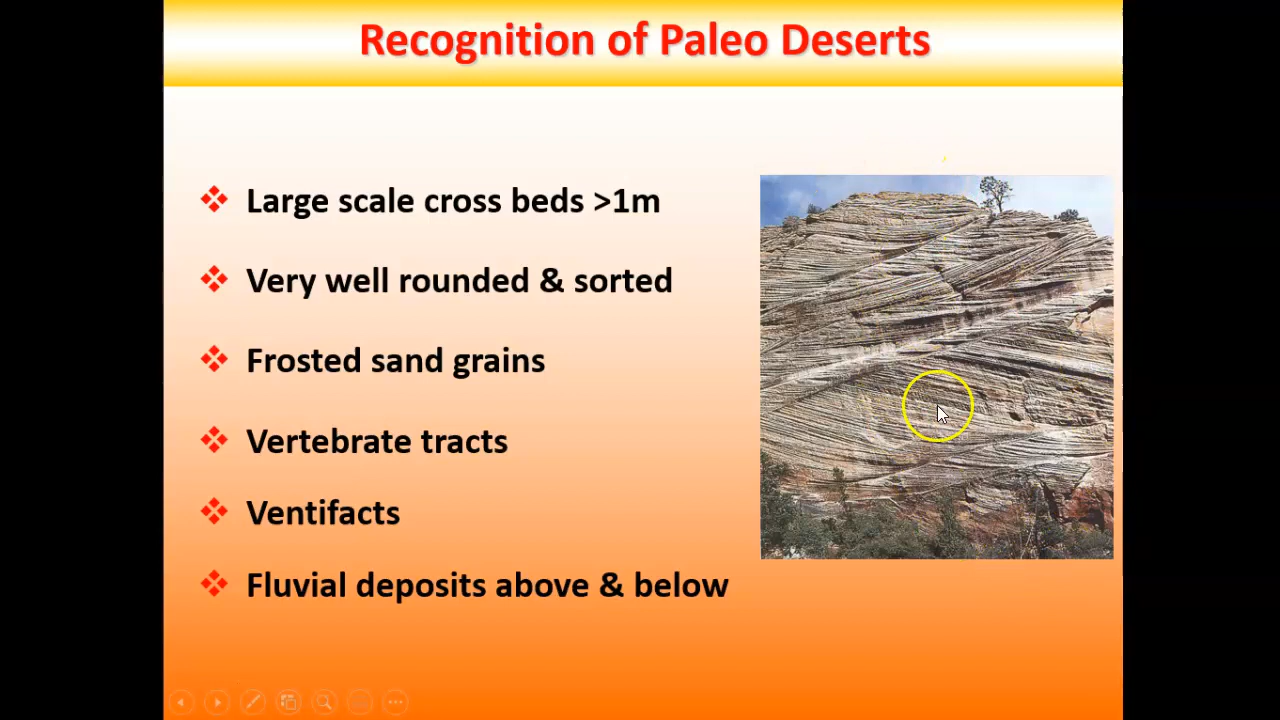 Recognition of Paleo Deserts
Large scale cross beds >1m
Very well rounded & sorted
Frosted sand grains
Vertebrate tracts
Ventifacts
Fluvial deposits above & below